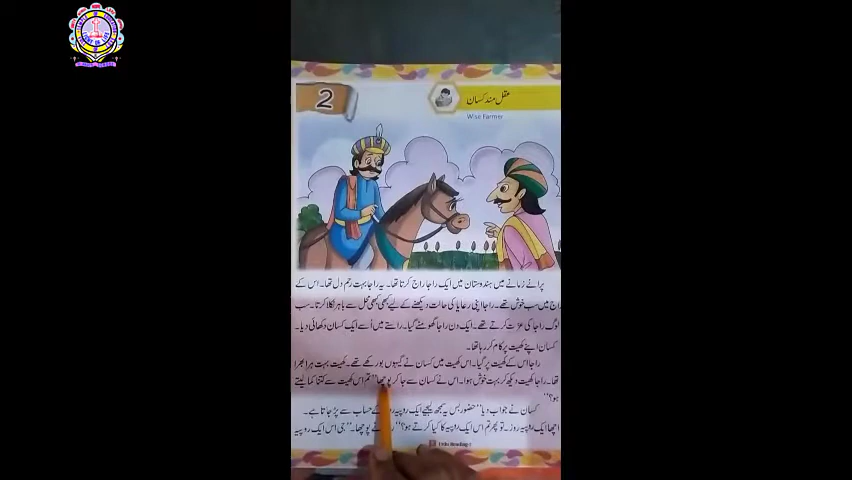 2
عقل مند کسان
Wise Farmer
پرانے زمانے میں ہندوستان میں ایک راجا راج کرتا تھا۔ یہ راجا بہت رحم دل تھا۔ اس کے
راج میں سب خوش تھے۔ راجا اپنی رعایا کی حالت دیکھنے کے لیے کبھی کبھی محل سے باہر نکلا کرتا۔ سب
لوگ راجا کی عزت کرتے تھے۔ ایک دن راجا گھومنے گیا۔ راستے میں اُسے ایک کسان دکھائی دیا۔
کسان اپنے کھیت پر کام کر رہا تھا۔
راجا اس کے کھیت پر گیا۔ اس کھیت میں کسان نے گیہوں بو رکھے تھے۔ کھیت بہت ہرا بھرا
تھا۔ راجا کھیت دیکھ کر بہت خوش ہوا۔ اس نے کسان سے جا کر پوچھا "تم اس کھیت سے کتنا کما لیتے
ہو؟"
کسان نے جواب دیا "حضور بس یہ سمجھ لیجیے ایک روپیہ کے حساب سے پڑ جاتا ہے۔
اچھا ایک روپیہ روز۔ تو پھر تم اس ایک روپیہ کا کیا کرتے ہو؟" نے پوچھا۔ "جی اس ایک روپیہ
Urdu Reading-